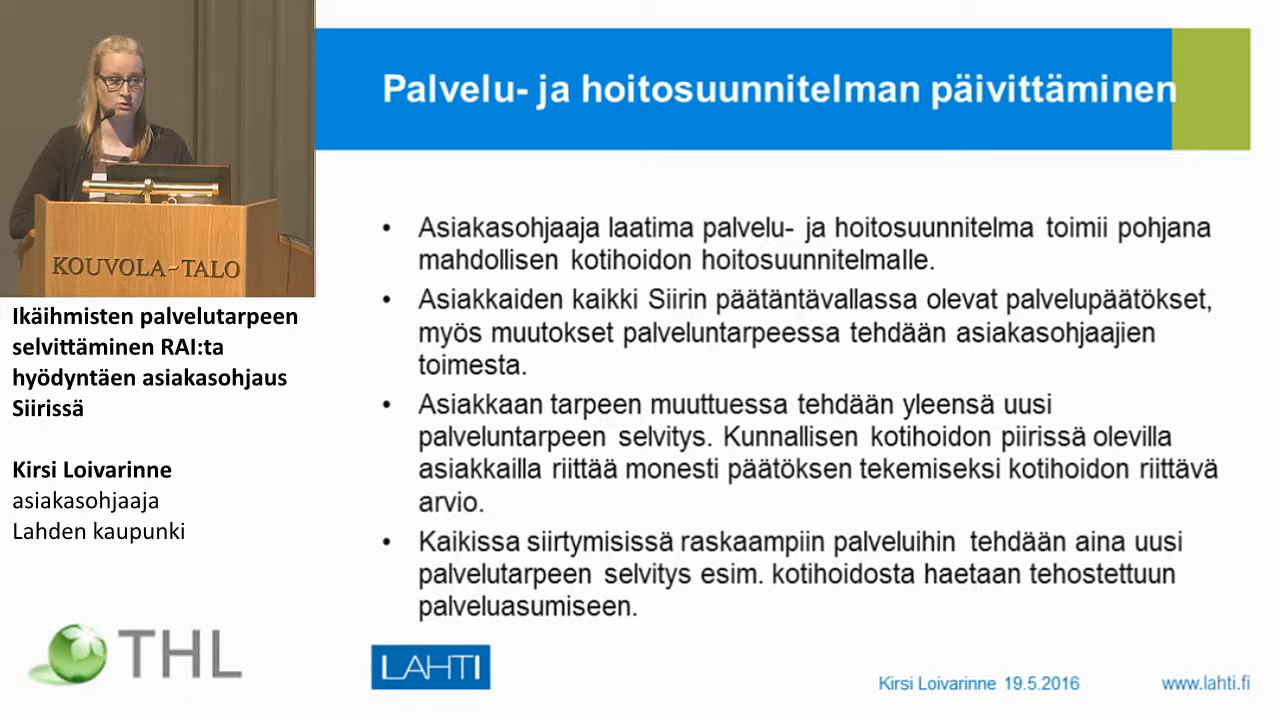 KOUVOLA-TALO
Ikäihmisten palvelutarpeen
selvittäminen RAI:ta
hyödyntäen asiakasohjaus
Siirissä
Kirsi Loivarinne
asiakasohjaaja
Lahden kaupunki
THL
Palvelu- ja hoitosuunnitelman päivittäminen
• Asiakasohjaaja laatima palvelu- ja hoitosuunnitelma toimii pohjana
mahdollisen kotihoidon hoitosuunnitelmalle.
• Asiakkaiden kaikki Siirin päätäntävallassa olevat palvelupäätökset,
myös muutokset palveluntarpeessa tehdään asiakasohjaajien
toimesta.
• Asiakkaan tarpeen muuttuessa tehdään yleensä uusi
palveluntarpeen selvitys. Kunnallisen kotihoidon piirissä olevilla
asiakkailla riittää monesti päätöksen tekemiseksi kotihoidon riittävä
arvio.
• Kaikissa siirtymisissä raskaampiin palveluihin tehdään aina uusi
palvelutarpeen selvitys esim. kotihoidosta haetaan tehostettuun
palveluasumiseen.
LAHTI
Kirsi Loivarinne 19.5.2016
www.lahti.fi